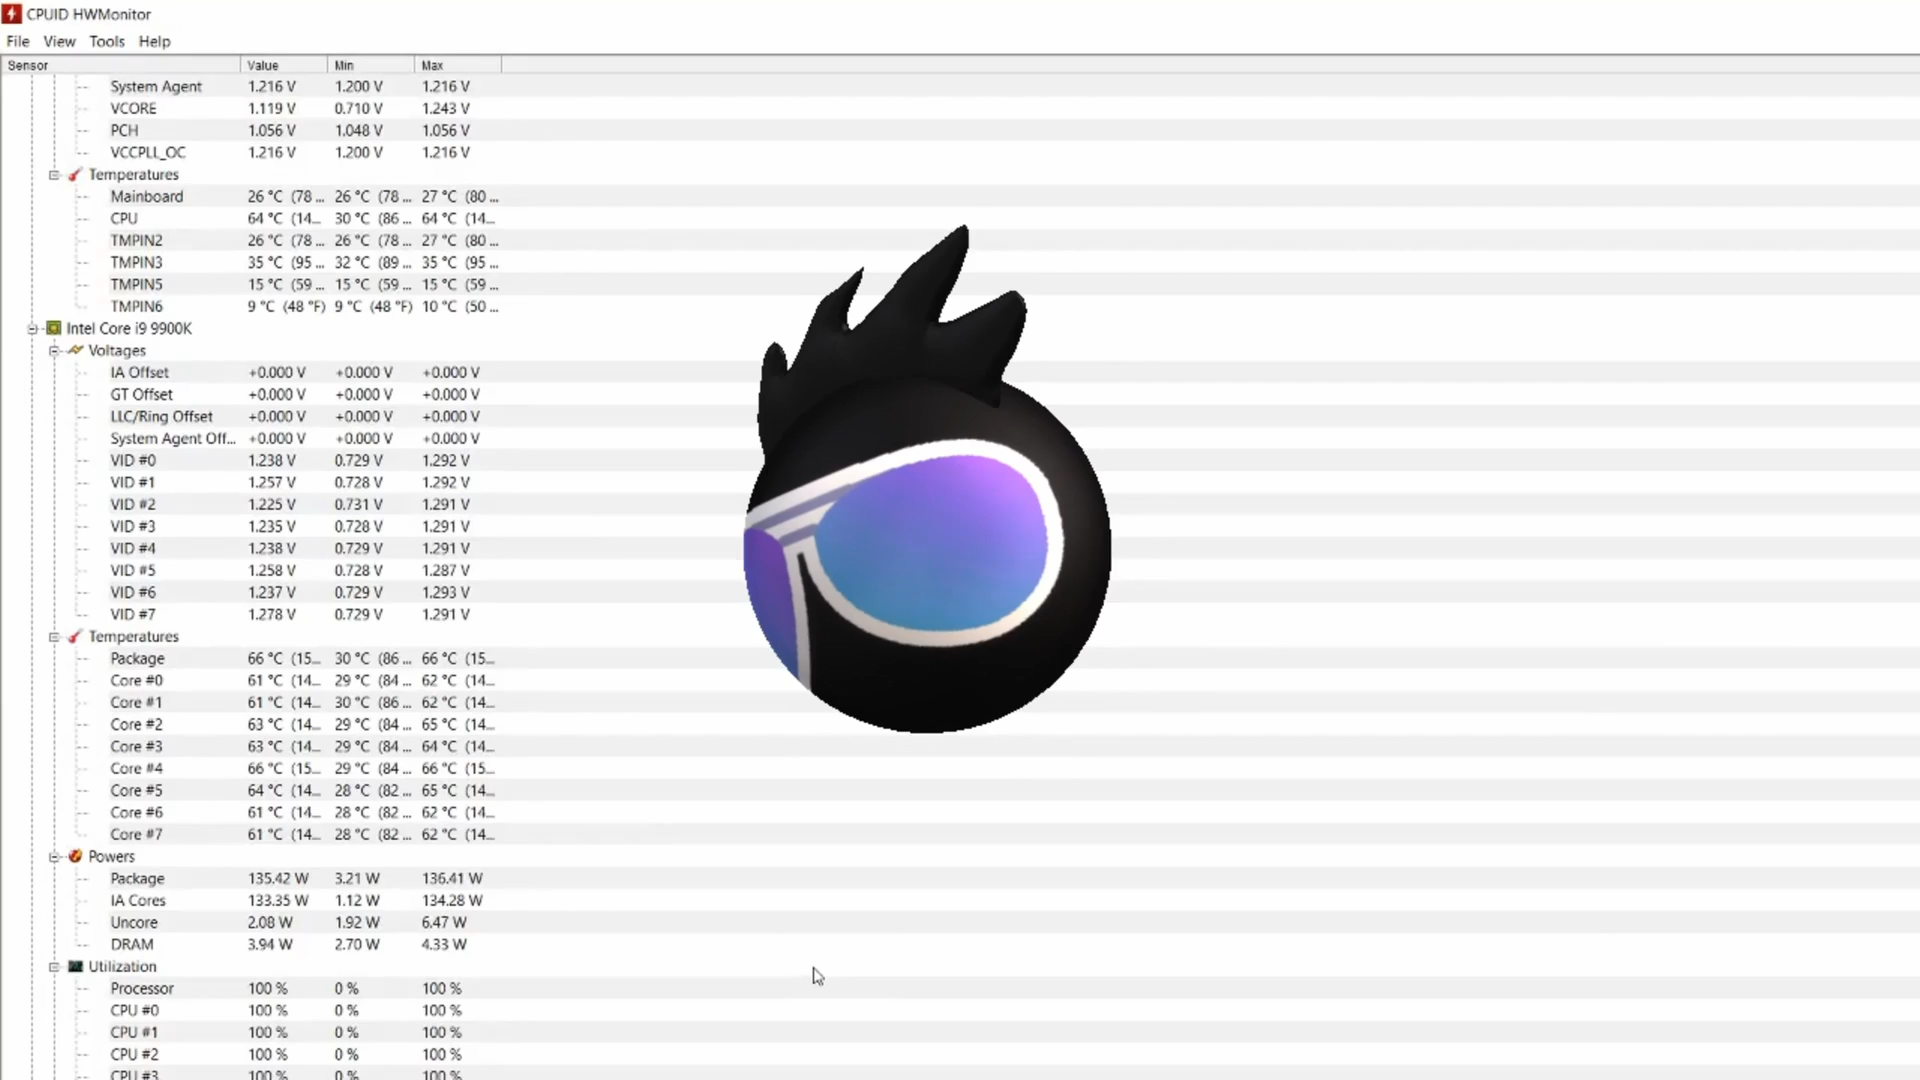 CPUID HWMonitor
File View Tools Help
Sensor Value Min Max
System Agent 1.216 V 1.200 V 1.216 V
VCORE 1.119 V 0.710 V 1.243 V
PCH 1.056 V 1.048 V 1.056 V
VCCPLL_OC 1.216 V 1.200 V 1.216 V
Temperatures
Mainboard 26 °C (78 ... 26 °C (78 ... 27 °C (80 ...
CPU 64 °C (14... 30 °C (86 ... 64 °C (14...
TMPIN2 26 °C (78 ... 26 °C (78 ... 27 °C (80 ...
TMPIN3 35 °C (95 ... 32 °C (89 ... 35 °C (95 ...
TMPIN5 15 °C (59 ... 15 °C (59 ... 15 °C (59 ...
TMPIN6 9 °C (48 °F) 9 °C (48 °F) 10 °C (50 ...
Intel Core i9 9900K
Voltages
IA Offset +0.000 V +0.000 V +0.000 V
GT Offset +0.000 V +0.000 V +0.000 V
LLC/Ring Offset +0.000 V +0.000 V +0.000 V
System Agent Off... +0.000 V +0.000 V +0.000 V
VID #0 1.238 V 0.729 V 1.292 V
VID #1 1.257 V 0.728 V 1.292 V
VID #2 1.225 V 0.731 V 1.291 V
VID #3 1.235 V 0.728 V 1.291 V
VID #4 1.238 V 0.729 V 1.291 V
VID #5 1.258 V 0.728 V 1.287 V
VID #6 1.237 V 0.729 V 1.293 V
VID #7 1.278 V 0.729 V 1.291 V
Temperatures
Package 66 °C (15... 30 °C (86 ... 66 °C (15...
Core #0 61 °C (14... 29 °C (84 ... 62 °C (14...
Core #1 61 °C (14... 30 °C (86 ... 62 °C (14...
Core #2 63 °C (14... 29 °C (84 ... 65 °C (14...
Core #3 63 °C (14... 29 °C (84 ... 64 °C (14...
Core #4 66 °C (15... 29 °C (84 ... 66 °C (15...
Core #5 64 °C (14... 28 °C (82 ... 65 °C (14...
Core #6 61 °C (14... 28 °C (82 ... 62 °C (14...
Core #7 61 °C (14... 28 °C (82 ... 62 °C (14...
Powers
Package 135.42 W 3.21 W 136.41 W
IA Cores 133.35 W 1.12 W 134.28 W
Uncore 2.08 W 1.92 W 6.47 W
DRAM 3.94 W 2.70 W 4.33 W
Utilization
Processor 100 % 0 % 100 %
CPU #0 100 % 0 % 100 %
CPU #1 100 % 0 % 100 %
CPU #2 100 % 0 % 100 %
CPU #3 100 % 0 % 100 %